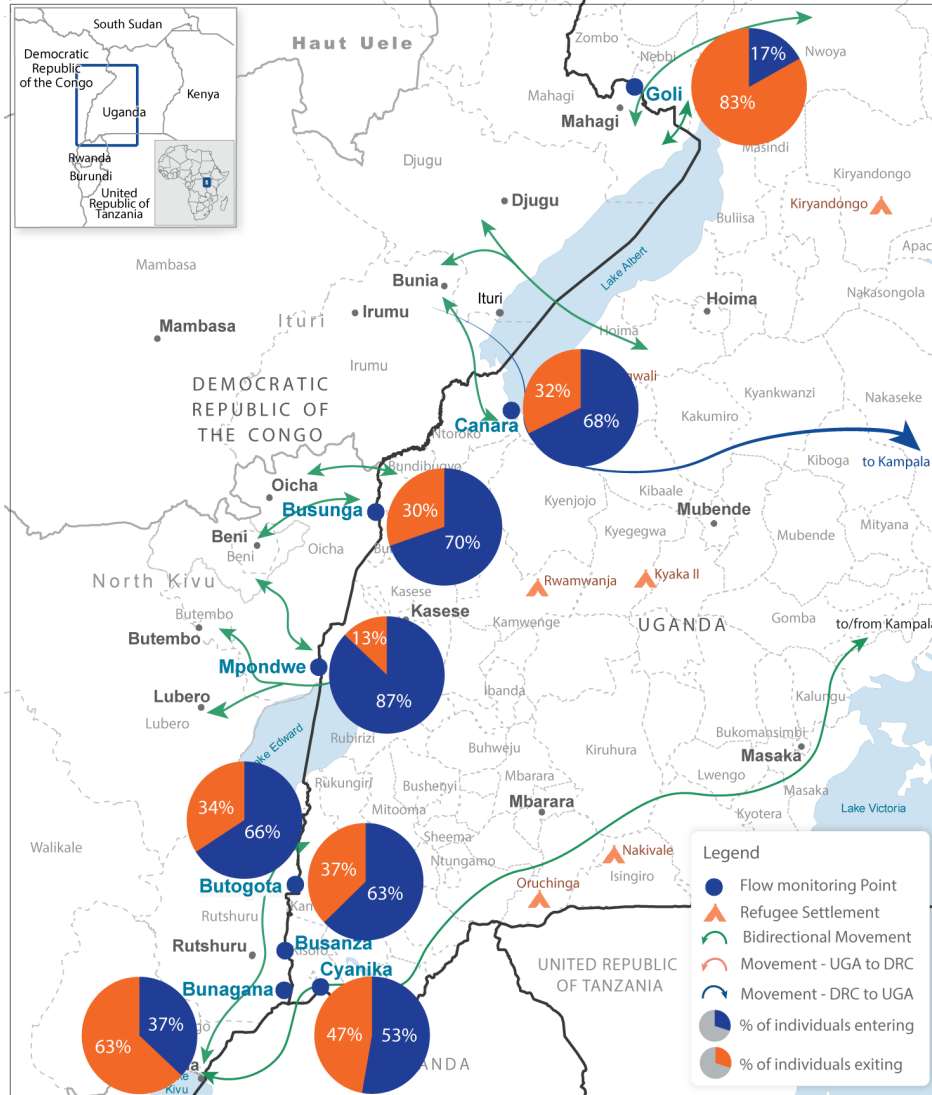 South Sudan
Democratic
Republic
of the Congo
Uganda
Kenya
Rwanda
Burundi
United
Republic of
Tanzania
Haut Uele
Zombo
Nebbi
Nwoya
17%
83%
Goli
Mahagi
Mahagi
Masindi
Djugu
Kiryandongo
Kiryandongo
Djugu
Buliisa
Apac
Mambasa
Lake Albert
Bunia
Ituri
Hoima
Nakasongola
Irumu
Ituri
Mambasa
Hoima
Irumu
32%
68%
Kyankwanzi
Nakaseke
DEMOCRATIC
REPUBLIC OF
THE CONGO
Canara
Kakumiro
Ntoroko
to Kampala
Kiboga
Bundibugyo
Oicha
Kibaale
Kyenjojo
Busunga
30%
70%
Mubende
Mityana
Kyegegwa
Mubende
Beni
Beni
Oicha
North Kivu
Rwamwanja
Kyaka II
Kasese
Kasese
Butembo
Butembo
Kamwenge
UGANDA
Gomba
to/from Kampala
13%
87%
Mpondwe
Lubero
Lubero
Ibanda
Kalungu
Rubirizi
Bukomansimbi
Buhweju
Kiruhura
Masaka
Rukungiri
Bushenyi
Mbarara
Lwengo
Masaka
Mbarara
Mitooma
Kyotera
Lake Victoria
34%
66%
Sheema
Walikale
37%
63%
Ntungamo
Nakivale
Isingiro
Oruchinga
Butogota
Rutshuru
Rutshuru
Busanza
Cyanika
Bunagana
UNITED REPUBLIC
OF TANZANIA
37%
63%
47%
53%
Kivu
Legend
Flow monitoring Point
Refugee Settlement
Bidirectional Movement
Movement - UGA to DRC
Movement - DRC to UGA
% of individuals entering
% of individuals exiting